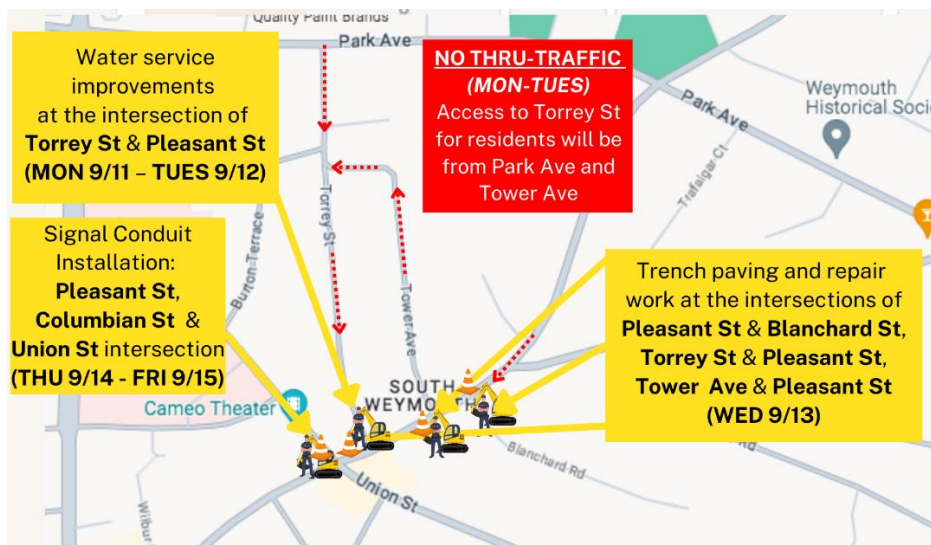 Quality Paint Brands
Park Ave
Water service
improvements
at the intersection of
Torrey St & Pleasant St
(MON 9/11 – TUES 9/12)
NO THRU-TRAFFIC
(MON-TUES)
Access to Torrey St
for residents will be
from Park Ave and
Tower Ave
Weymouth
Historical Socie
Park Ave
Trafalgar Ct
Torrey St
Burton Terrace
Tower Ave
Signal Conduit
Installation:
Pleasant St,
Columbian St &
Union St intersection
(THU 9/14 - FRI 9/15)
Trench paving and repair
work at the intersections of
Pleasant St & Blanchard St,
Torrey St & Pleasant St,
Tower Ave & Pleasant St
(WED 9/13)
SOUTH
WEYMOUTH
Cameo Theater
Blanchard Rd
Rd
Union St
Wilbur